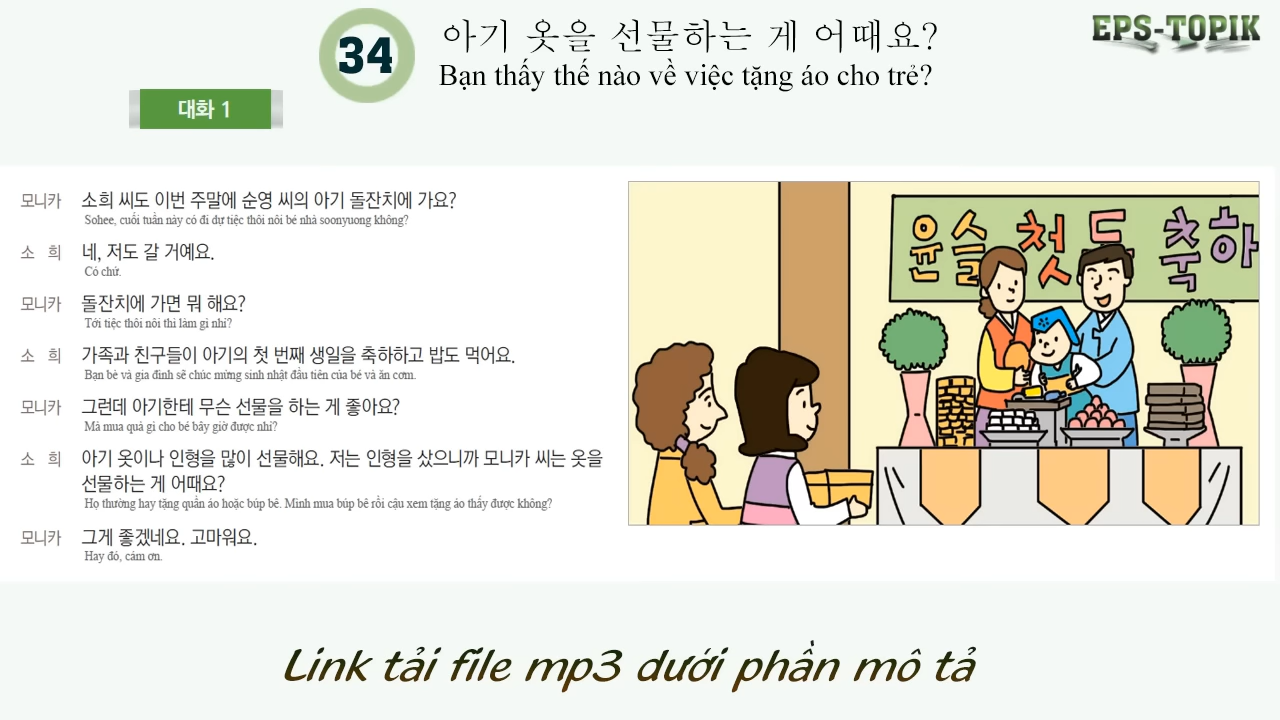 34
아기 옷을 선물하는 게 어때요?
Bạn thấy thế nào về việc tặng áo cho trẻ?
EPS-TOPIK
대화 1
모니카 소희 씨도 이번 주말에 순영 씨의 아기 돌잔치에 가요?
Sohee, cuối tuần này có đi dự tiệc thôi nôi bé nhà soonyuong không?
소 희 네, 저도 갈 거예요.
Có chứ.
모니카 돌잔치에 가면 뭐 해요?
Tới tiệc thôi nôi thì làm gì nhỉ?
소 희 가족과 친구들이 아기의 첫 번째 생일을 축하하고 밥도 먹어요.
Bạn bè và gia đình sẽ chúc mừng sinh nhật đầu tiên của bé và ăn cơm.
모니카 그런데 아기한테 무슨 선물을 하는 게 좋아요?
Mà mua quà gì cho bé bây giờ được nhỉ?
소 희 아기 옷이나 인형을 많이 선물해요. 저는 인형을 샀으니까 모니카 씨는 옷을
선물하는 게 어때요?
Họ thường hay tặng quần áo hoặc búp bê. Mình mua búp bê rồi cậu xem tặng áo thấy được không?
모니카 그게 좋겠네요. 고마워요.
Hay đó, cám ơn.
윤슬 첫 돌 축하
Link tải file mp3 dưới phần mô tả